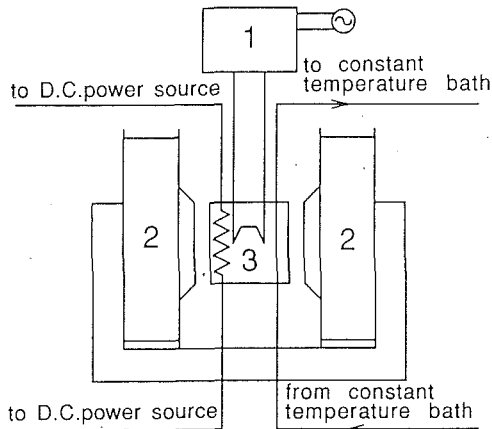 1
to constant
temperature bath
to D.C.power source
2
3
2
from constant
temperature bath
to D.C.power source